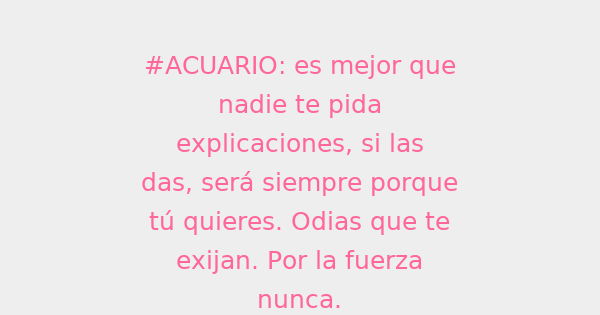 #ACUARIO: es mejor que
nadie te pida
explicaciones, si las
das, será siempre porque
tú quieres. Odias que te
exijan. Por la fuerza
nunca.